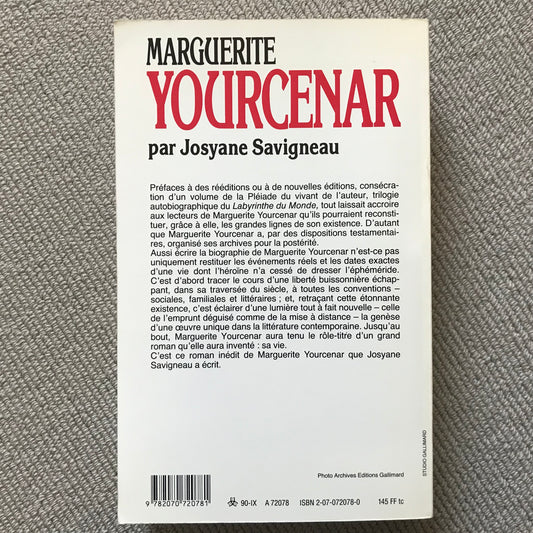 MARGUERITE
YOURCENAR
par Josyane Savigneau
Préfaces à des rééditions ou à de nouvelles éditions, consécra-
tion d'un volume de la Pléiade du vivant de l'auteur, trilogie
autobiographique du Labyrinthe du Monde, tout laissait accroire
aux lecteurs de Marguerite Yourcenar qu'ils pourraient reconsti-
tuer, grâce à elle, les grandes lignes de son existence. D'autant
que Marguerite Yourcenar a, par des dispositions testamentai-
res, organisé ses archives pour la postérité.
Aussi écrire la biographie de Marguerite Yourcenar n'est-ce pas
uniquement restituer les événements réels et les dates exactes
d'une vie dont l'héroïne n'a cessé de dresser l'éphéméride.
C'est d'abord tracer le cours d'une liberté buissonnière échap-
pant, dans sa traversée du siècle, à toutes les conventions –
sociales, familiales et littéraires ; et, retraçant cette étonnante
existence, c'est éclairer d'une lumière tout à fait nouvelle – celle
de l'emprunt déguisé comme de la mise à distance – la genèse
d'une œuvre unique dans la littérature contemporaine. Jusqu'au
bout, Marguerite Yourcenar aura tenu le rôle-titre d'un grand
roman qu'elle aura inventé : sa vie.
C'est ce roman inédit de Marguerite Yourcenar que Josyane
Savigneau a écrit.
Photo Archives Editions Gallimard
STUDIO GALLIMARD
9 782070 720781
90-IX A 72078 ISBN 2-07-072078-0 145 FF tc